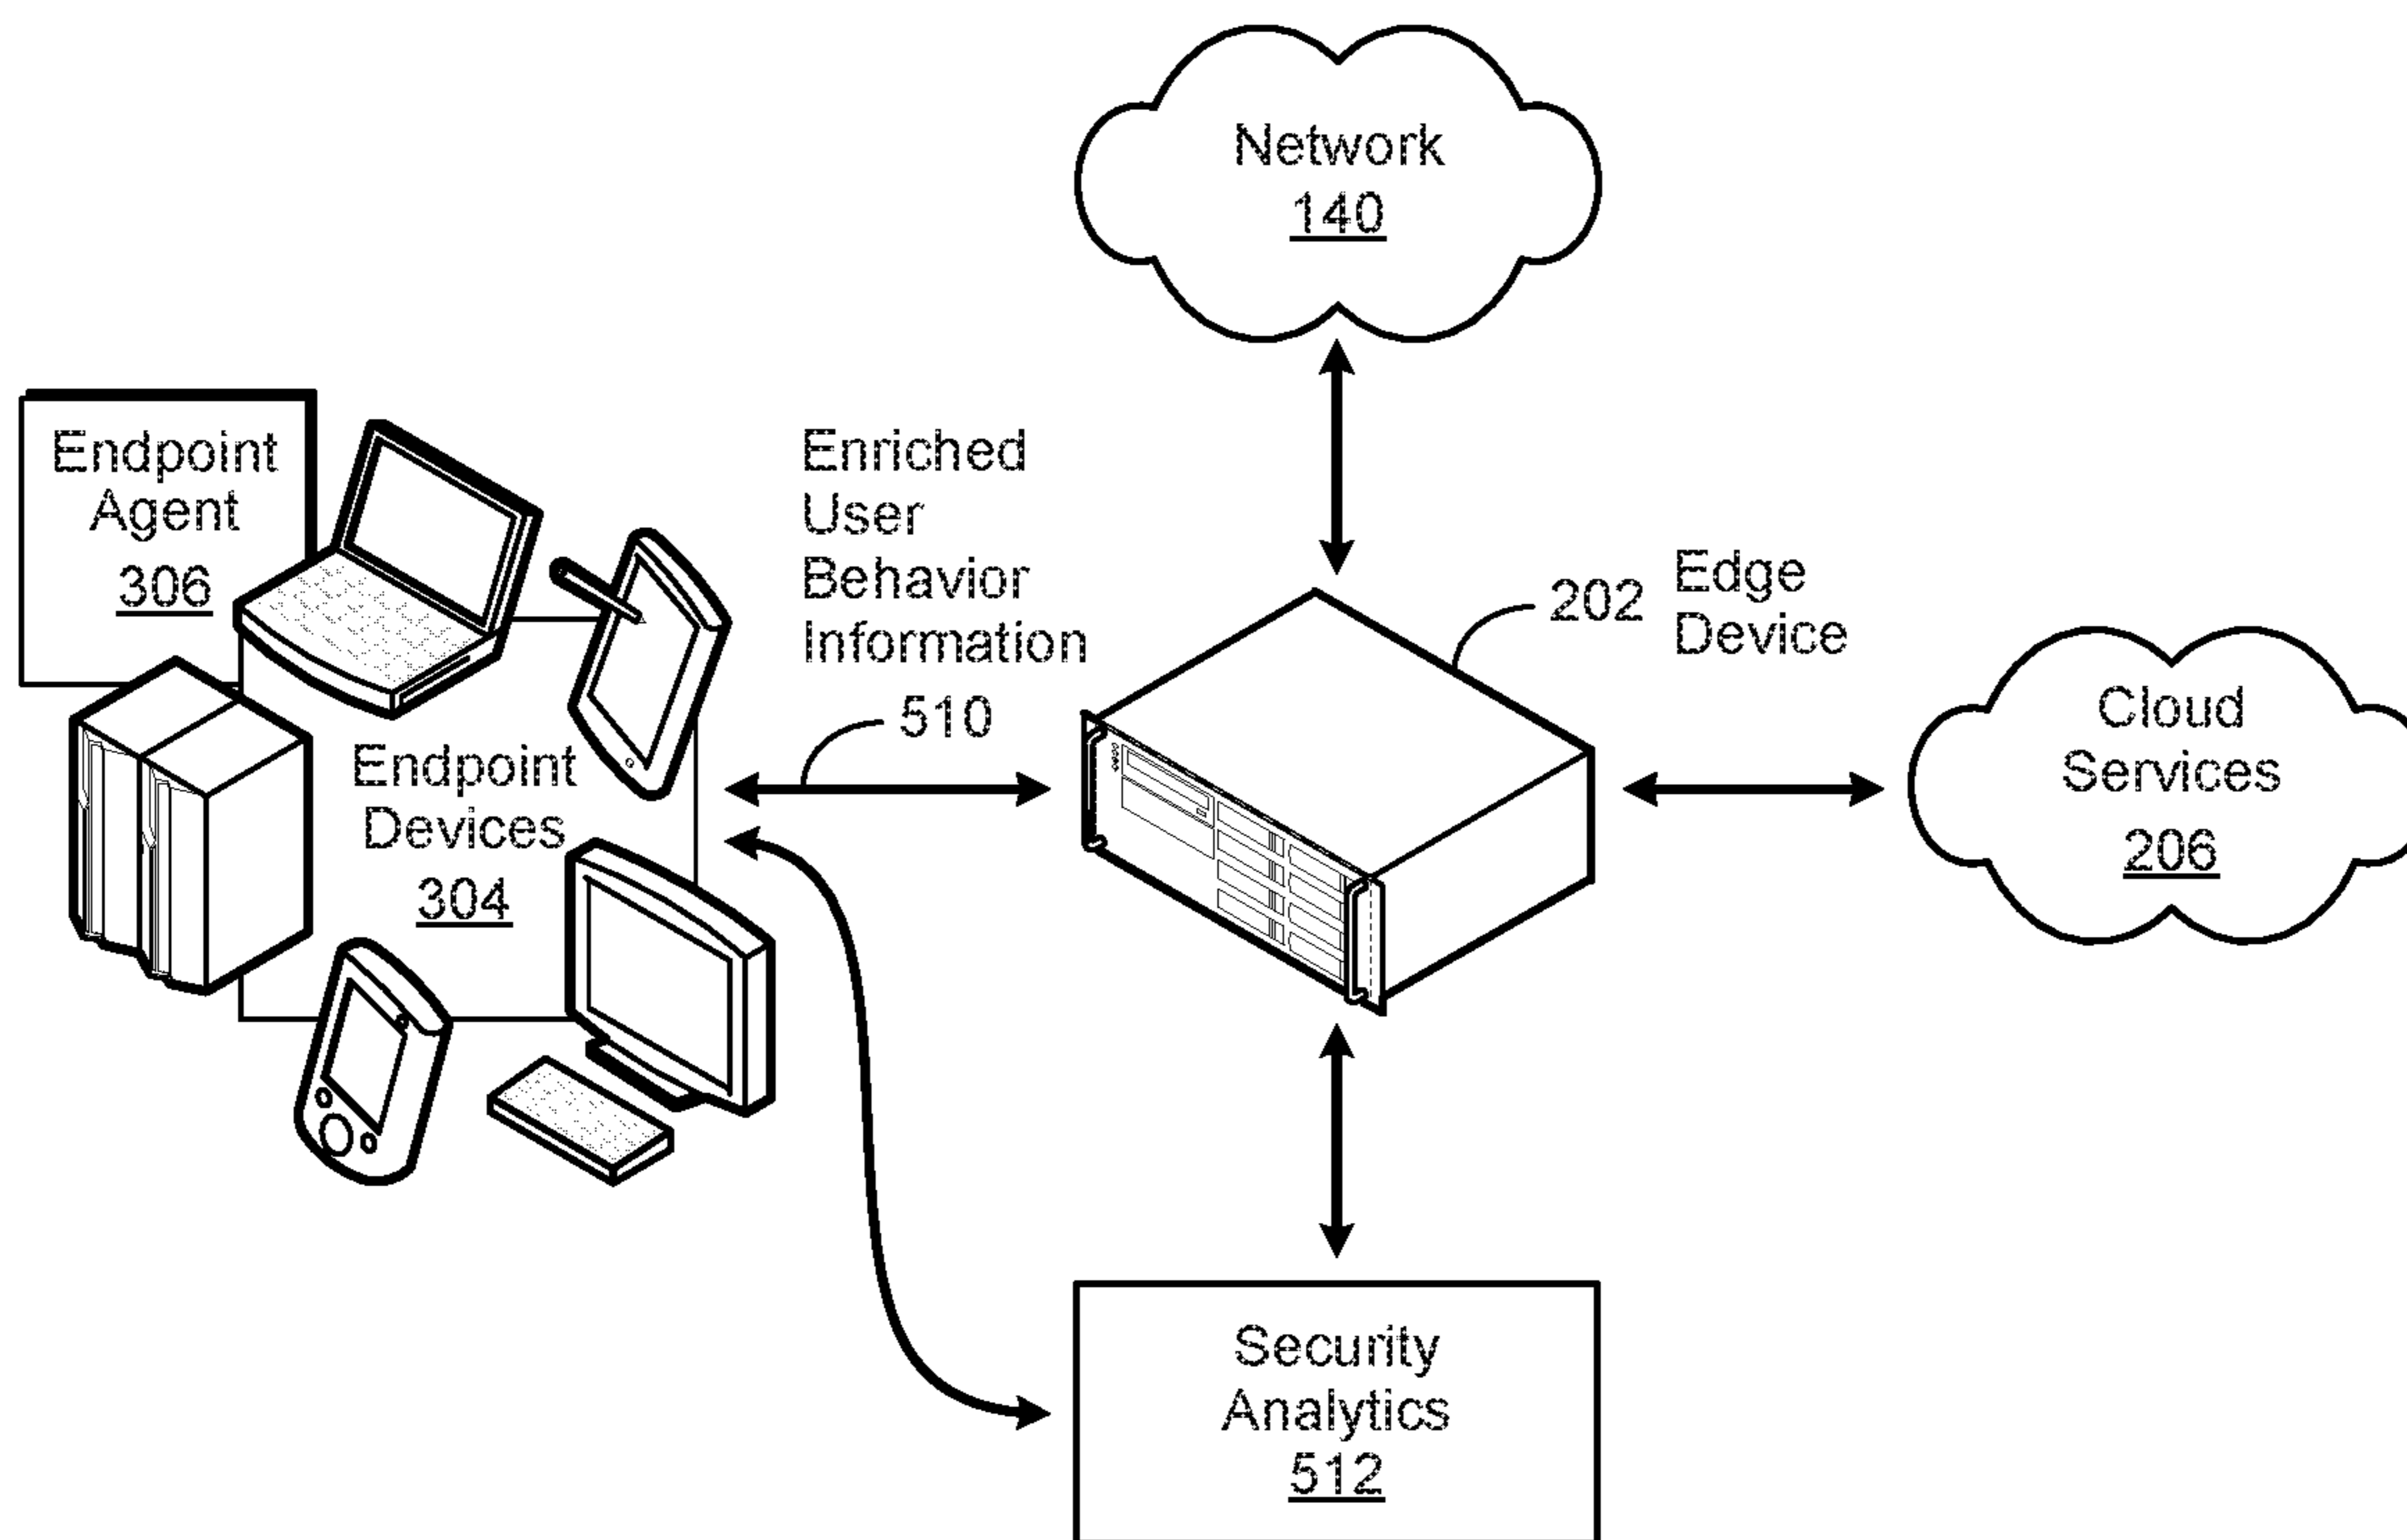 Network
140
Endpoint
Agent
306
Enriched
User
Behavior
Information
510
202
Edge
Device
Cloud
Services
206
Endpoint
Devices
304
Security
Analytics
512